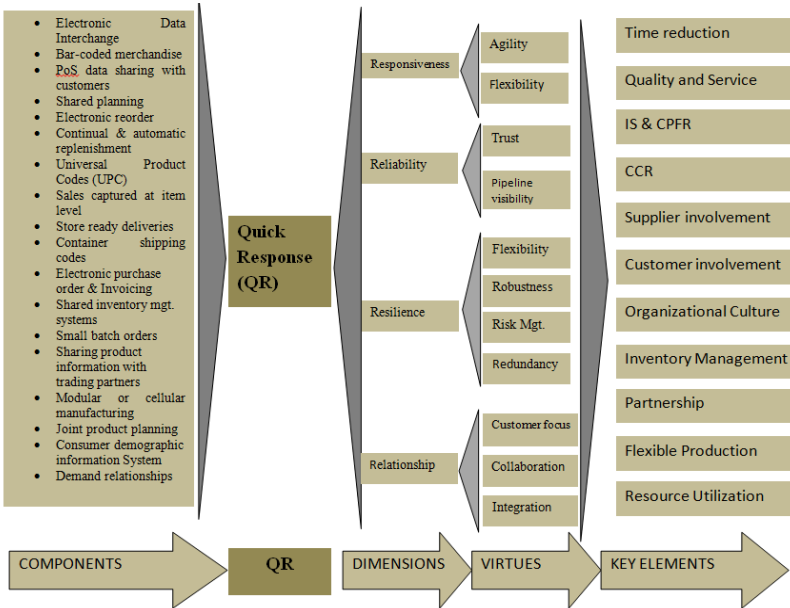 • Electronic Data
Interchange
• Bar-coded merchandise
• PoS data sharing with
customers
• Shared planning
• Electronic reorder
• Continual & automatic
replenishment
• Universal Product
Codes (UPC)
• Sales captured at item
level
• Store ready deliveries
• Container shipping
codes
• Electronic purchase
order & Invoicing
• Shared inventory mgt.
systems
• Small batch orders
• Sharing product
information with
trading partners
• Modular or cellular
manufacturing
• Joint product planning
• Consumer demographic
information System
• Demand relationships
Quick
Response
(QR)
Responsiveness
Reliability
Resilience
Relationship
Agility
Flexibility
Trust
Pipeline
visibility
Flexibility
Robustness
Risk Mgt.
Redundancy
Customer focus
Collaboration
Integration
Time reduction
Quality and Service
IS & CPFR
CCR
Supplier involvement
Customer involvement
Organizational Culture
Inventory Management
Partnership
Flexible Production
Resource Utilization
COMPONENTS
QR
DIMENSIONS
VIRTUES
KEY ELEMENTS